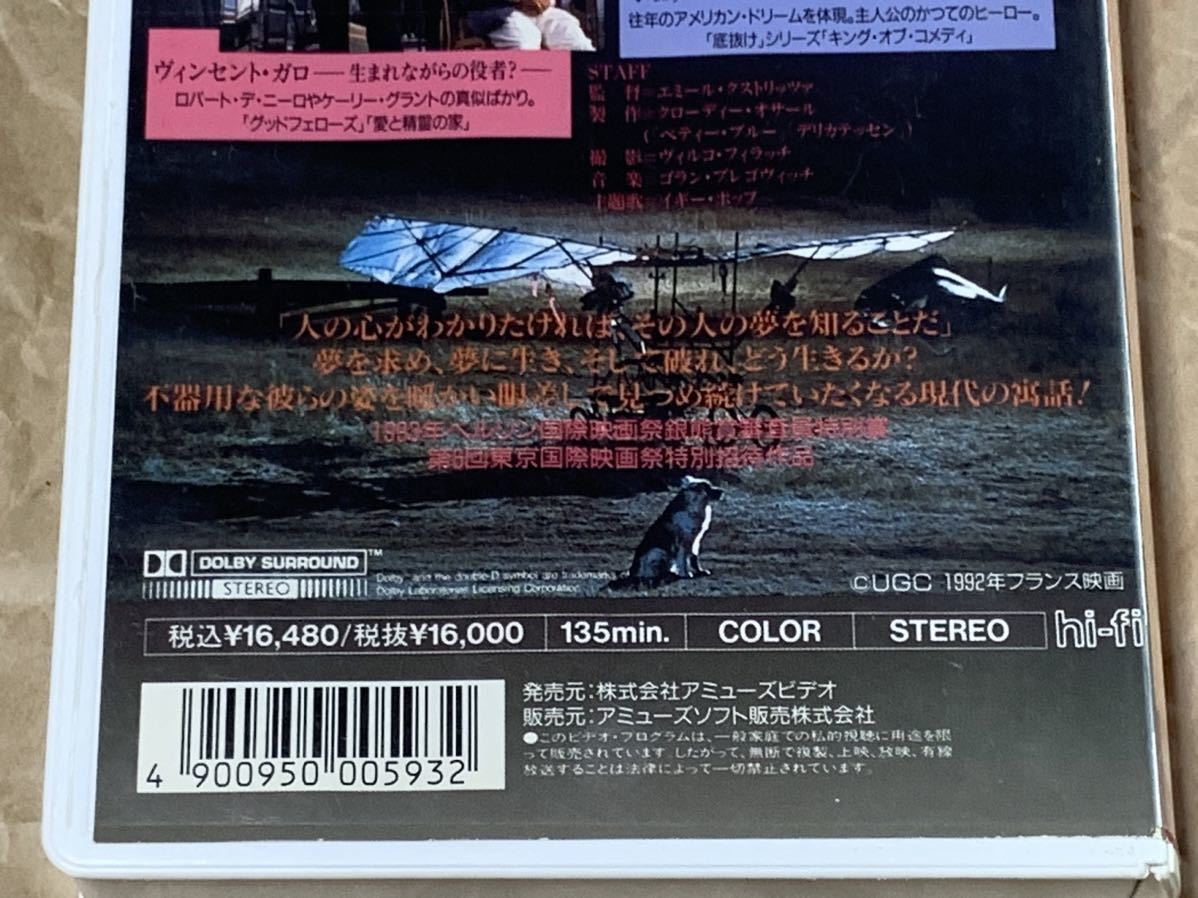 往年のアメリカン・ドリームを体現。主人公のかつてのヒーロー。
「底抜け」シリーズ「キング・オブ・コメディ」
ヴィンセント・ガロ ― 生まれながらの役者? ―
ロバート・デ・ニーロやケーリー・グラントの真似ばかり。
「グッドフェローズ」「愛と精霊の家」
STAFF
監 督=エミール・クストリッツァ
製 作=クローディー・オサール
(「ベティー・ブルー」「デリカテッセン」)
撮 影=ヴィルコ・フィラッチ
音 楽=ゴラン・ブレゴヴィッチ
主題歌=イギー・ポップ
「人の心がわかりたければ、その人の夢を知ることだ」
夢を求め、夢に生き、そして破れ、どう生きるか?
不器用な彼らの姿を暖かい眼差しで見つめ続けていたくなる現代の寓話!
1993年ベルリン国際映画祭銀熊賞審査員特別賞
第6回東京国際映画祭特別招待作品
DOLBY SURROUND™
STEREO
Dolby and the double-D symbol are trademarks of
Dolby Laboratories Licensing Corporation
©UGC 1992年フランス映画
税込¥16,480/税抜¥16,000 135min. COLOR STEREO hi-fi
4 900950 005932
発売元:株式会社アミューズビデオ
販売元:アミューズソフト販売株式会社
●このビデオ・プログラムは、一般家庭での私的視聴に用途を限
って販売されています。したがって、無断で複製、上映、放映、有線
放送することは法律によって一切禁止されています。